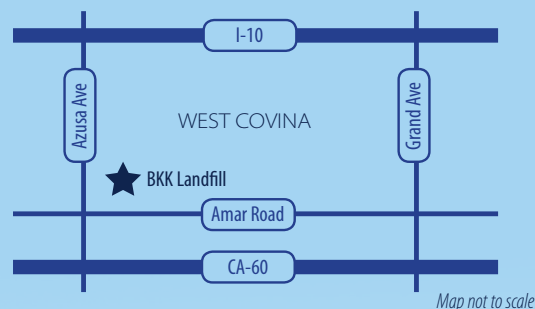 I-10
Azusa Ave
Grand Ave
WEST COVINA
BKK Landfill
Amar Road
CA-60
Map not to scale